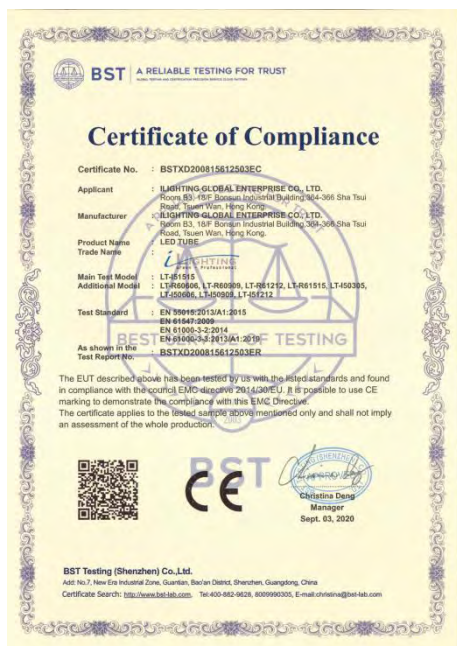 BST A RELIABLE TESTING FOR TRUST
Certificate of Compliance
Certificate No. : BSTXD200815612503EC
Applicant : ILIGHTING GLOBAL ENTERPRISE CO., LTD.
Room B3, 18/F Bonsun Industrial Building,364-366 Sha Tsui
Road, Tsuen Wan, Hong Kong.
Manufacturer : ILIGHTING GLOBAL ENTERPRISE CO., LTD.
Room B3, 18/F Bonsun Industrial Building,364-366 Sha Tsui
Road, Tsuen Wan, Hong Kong.
Product Name : LED TUBE
Trade Name : iLIGHTING
Green & Professional
Main Test Model : LT-I51515
Additional Model : LT-R60606, LT-R60909, LT-R61212, LT-R61515, LT-I50305,
LT-I50606, LT-I50909, LT-I51212
Test Standard : EN 55015:2013/A1:2015
EN 61547:2009
EN 61000-3-2:2014
EN 61000-3-3:2013/A1:2019
As shown in the
Test Report No. : BSTXD200815612503ER
BEST SERVICE OF TESTING
The EUT described above has been tested by us with the listed standards and found
in compliance with the council EMC directive 2014/30/EU. It is possible to use CE
marking to demonstrate the compliance with this EMC Directive.
The certificate applies to the tested sample above mentioned only and shall not imply
an assessment of the whole production.
2003
BST
CE
APPROVED
Christina Deng
Manager
Sept. 03, 2020
BST Testing (Shenzhen) Co.,Ltd.
Add: No.7, New Era Industrial Zone, Guantian, Bao'an District, Shenzhen, Guangdong, China
Certificate Search: http://www.bst-lab.com, Tel:400-882-9628, 8009990305, E-mail:christina@bst-lab.com